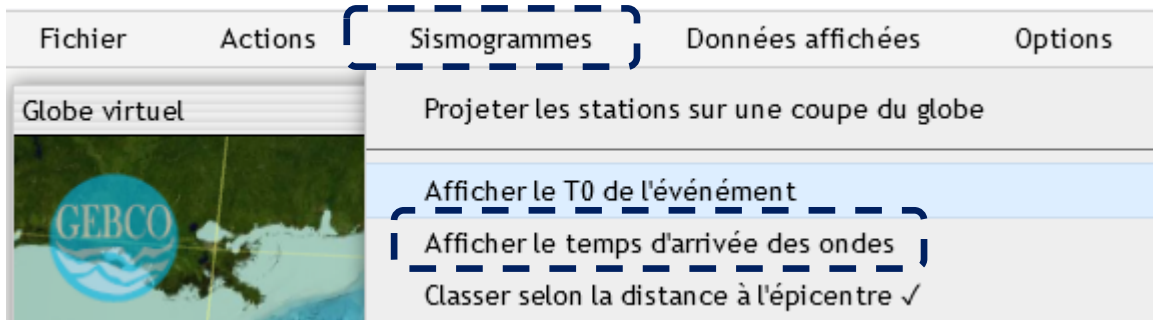 Fichier Actions Sismogrammes Données affichées Options
Globe virtuel
Projeter les stations sur une coupe du globe
Afficher le T0 de l'événément
GEBCO
Afficher le temps d'arrivée des ondes
Classer selon la distance à l'épicentre ✓